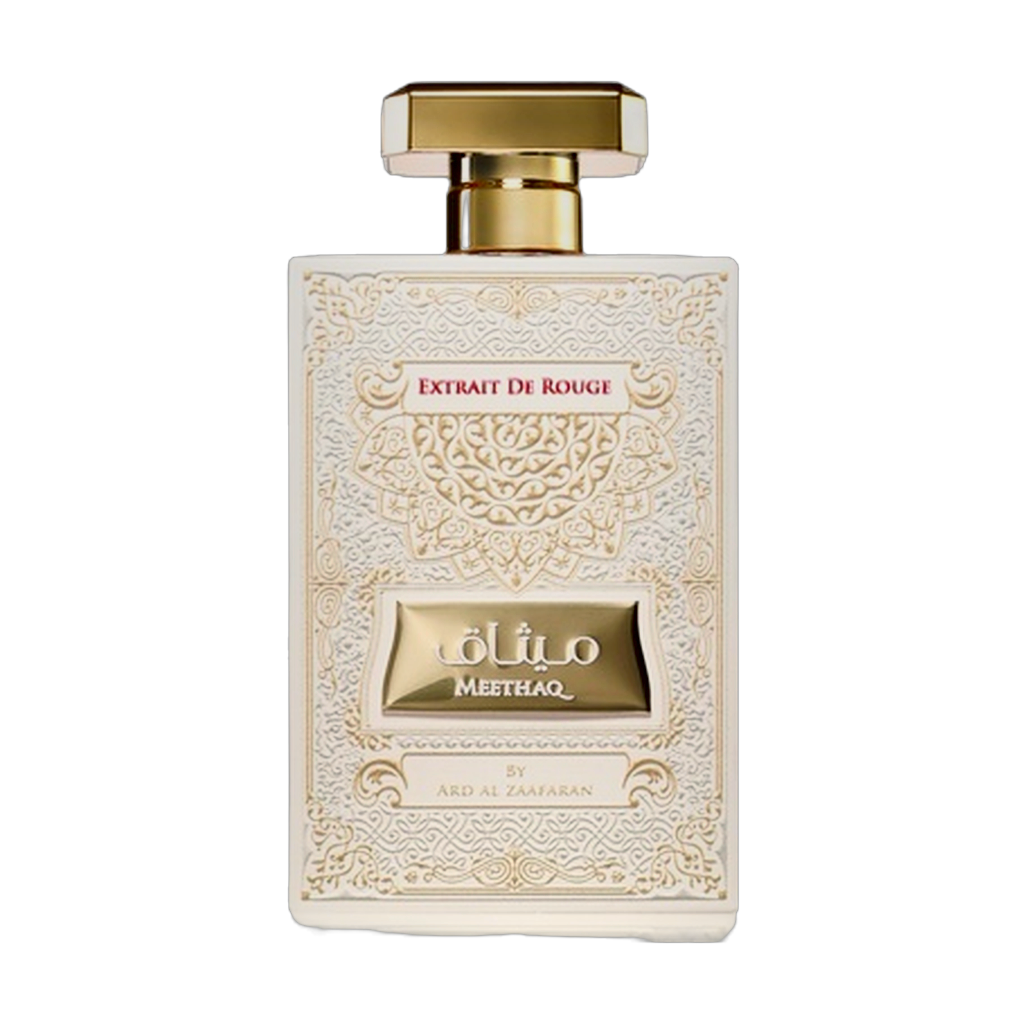 EXTRAIT DE ROUGE
ميثاق
MEETHAQ
BY
ARD AL ZAAFARAN